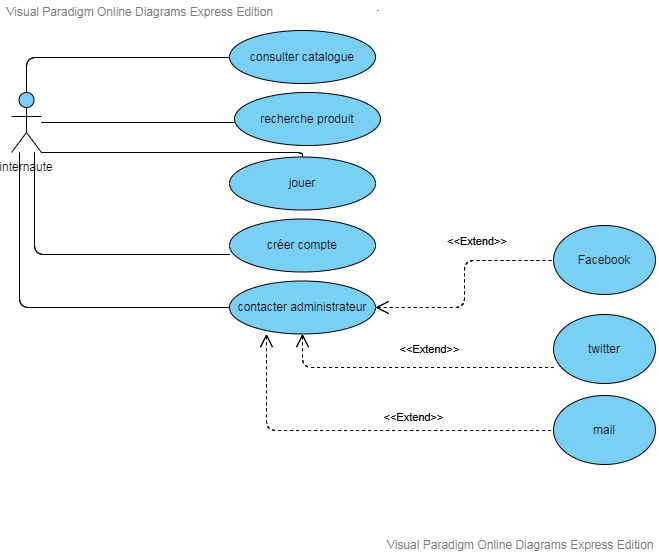 Visual Paradigm Online Diagrams Express Edition
consulter catalogue
recherche produit
internaute
jouer
créer compte
<<Extend>>
Facebook
contacter administrateur
<<Extend>>
twitter
<<Extend>>
mail
Visual Paradigm Online Diagrams Express Edition